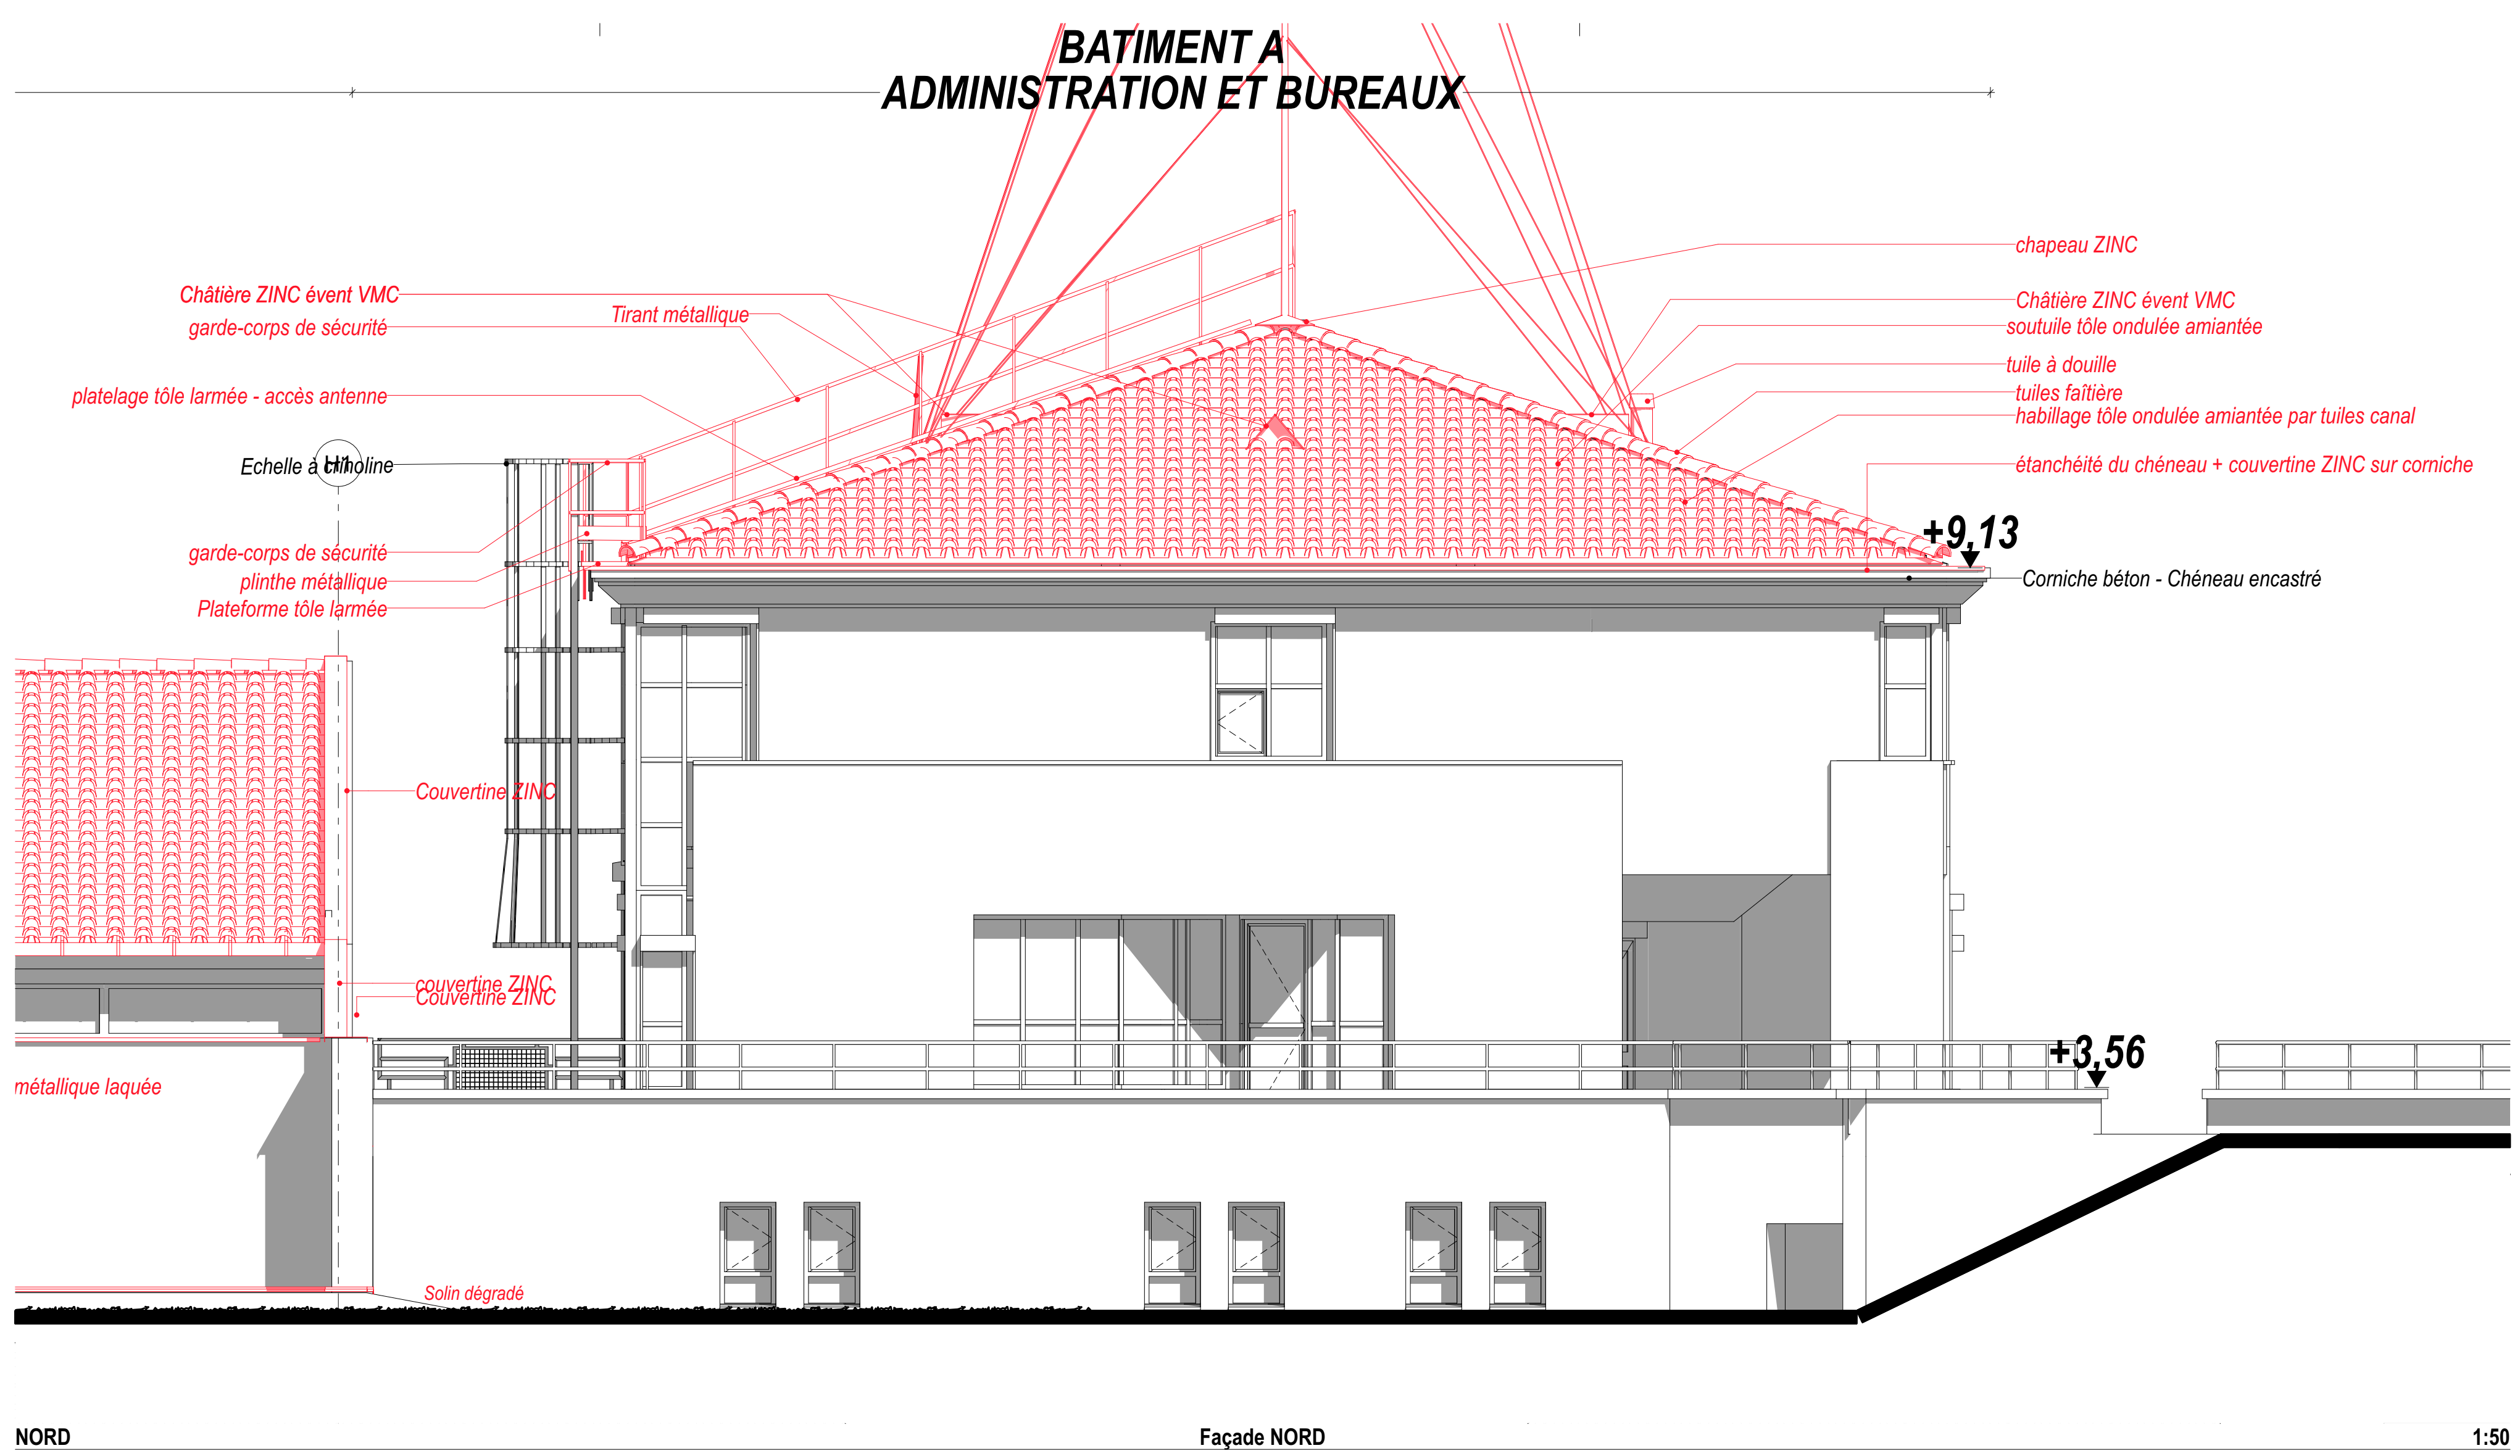 BATIMENT A
ADMINISTRATION ET BUREAUX
chapeau ZINC
Châtière ZINC évent VMC
Châtière ZINC évent VMC
Tirant métallique
garde-corps de sécurité
soutuile tôle ondulée amiantée
tuile à douille
platelage tôle larmée - accès antenne
tuiles faîtière
habillage tôle ondulée amiantée par tuiles canal
H1
Echelle à crinoline
étanchéité du chéneau + couvertine ZINC sur corniche
+9,13
garde-corps de sécurité
plinthe métallique
Corniche béton - Chéneau encastré
Plateforme tôle larmée
Couvertine ZINC
couvertine ZINC
Couvertine ZINC
+3,56
métallique laquée
Solin dégradé
NORD
Façade NORD
1:50